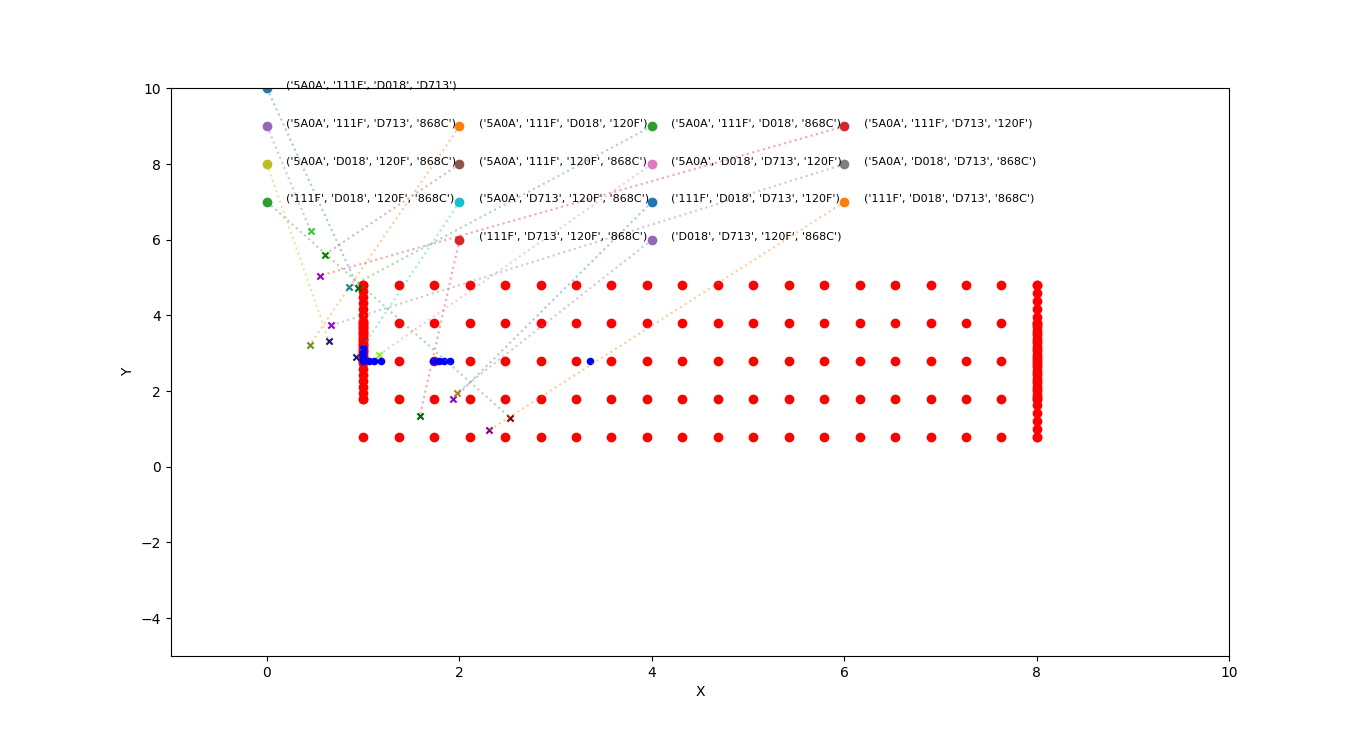 ('5A0A', '111F', 'D018', 'D713')
('5A0A', '111F', 'D713', '868C') ('5A0A', '111F', 'D018', '120F') ('5A0A', '111F', 'D018', '868C') ('5A0A', '111F', 'D713', '120F')
('5A0A', 'D018', '120F', '868C') ('5A0A', '111F', '120F', '868C') ('5A0A', 'D018', 'D713', '120F') ('5A0A', 'D018', 'D713', '868C')
('111F', 'D018', '120F', '868C') ('5A0A', 'D713', '120F', '868C') ('111F', 'D018', 'D713', '120F') ('111F', 'D018', 'D713', '868C')
('111F', 'D713', '120F', '868C') ('D018', 'D713', '120F', '868C')
10
8
6
4
2
0
−2
−4
Y
0 2 4 6 8 10
X